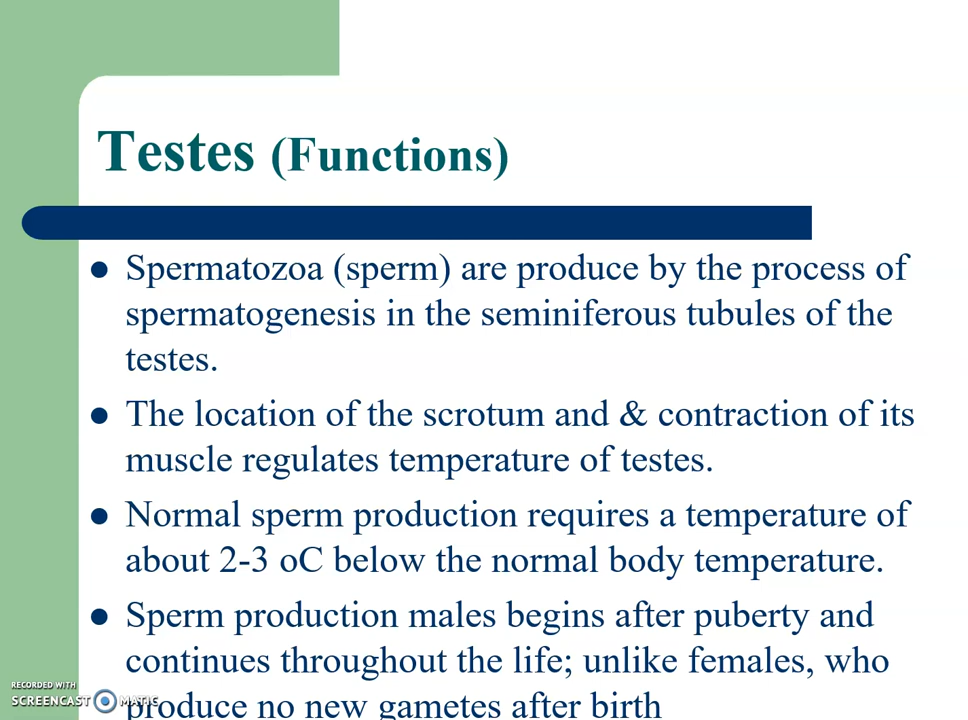 Testes (Functions)
Spermatozoa (sperm) are produce by the process of
spermatogenesis in the seminiferous tubules of the
testes.
The location of the scrotum and & contraction of its
muscle regulates temperature of testes.
Normal sperm production requires a temperature of
about 2-3 oC below the normal body temperature.
Sperm production males begins after puberty and
continues throughout the life; unlike females, who
produce no new gametes after birth
RECORDED WITH
SCREENCAST MATIC